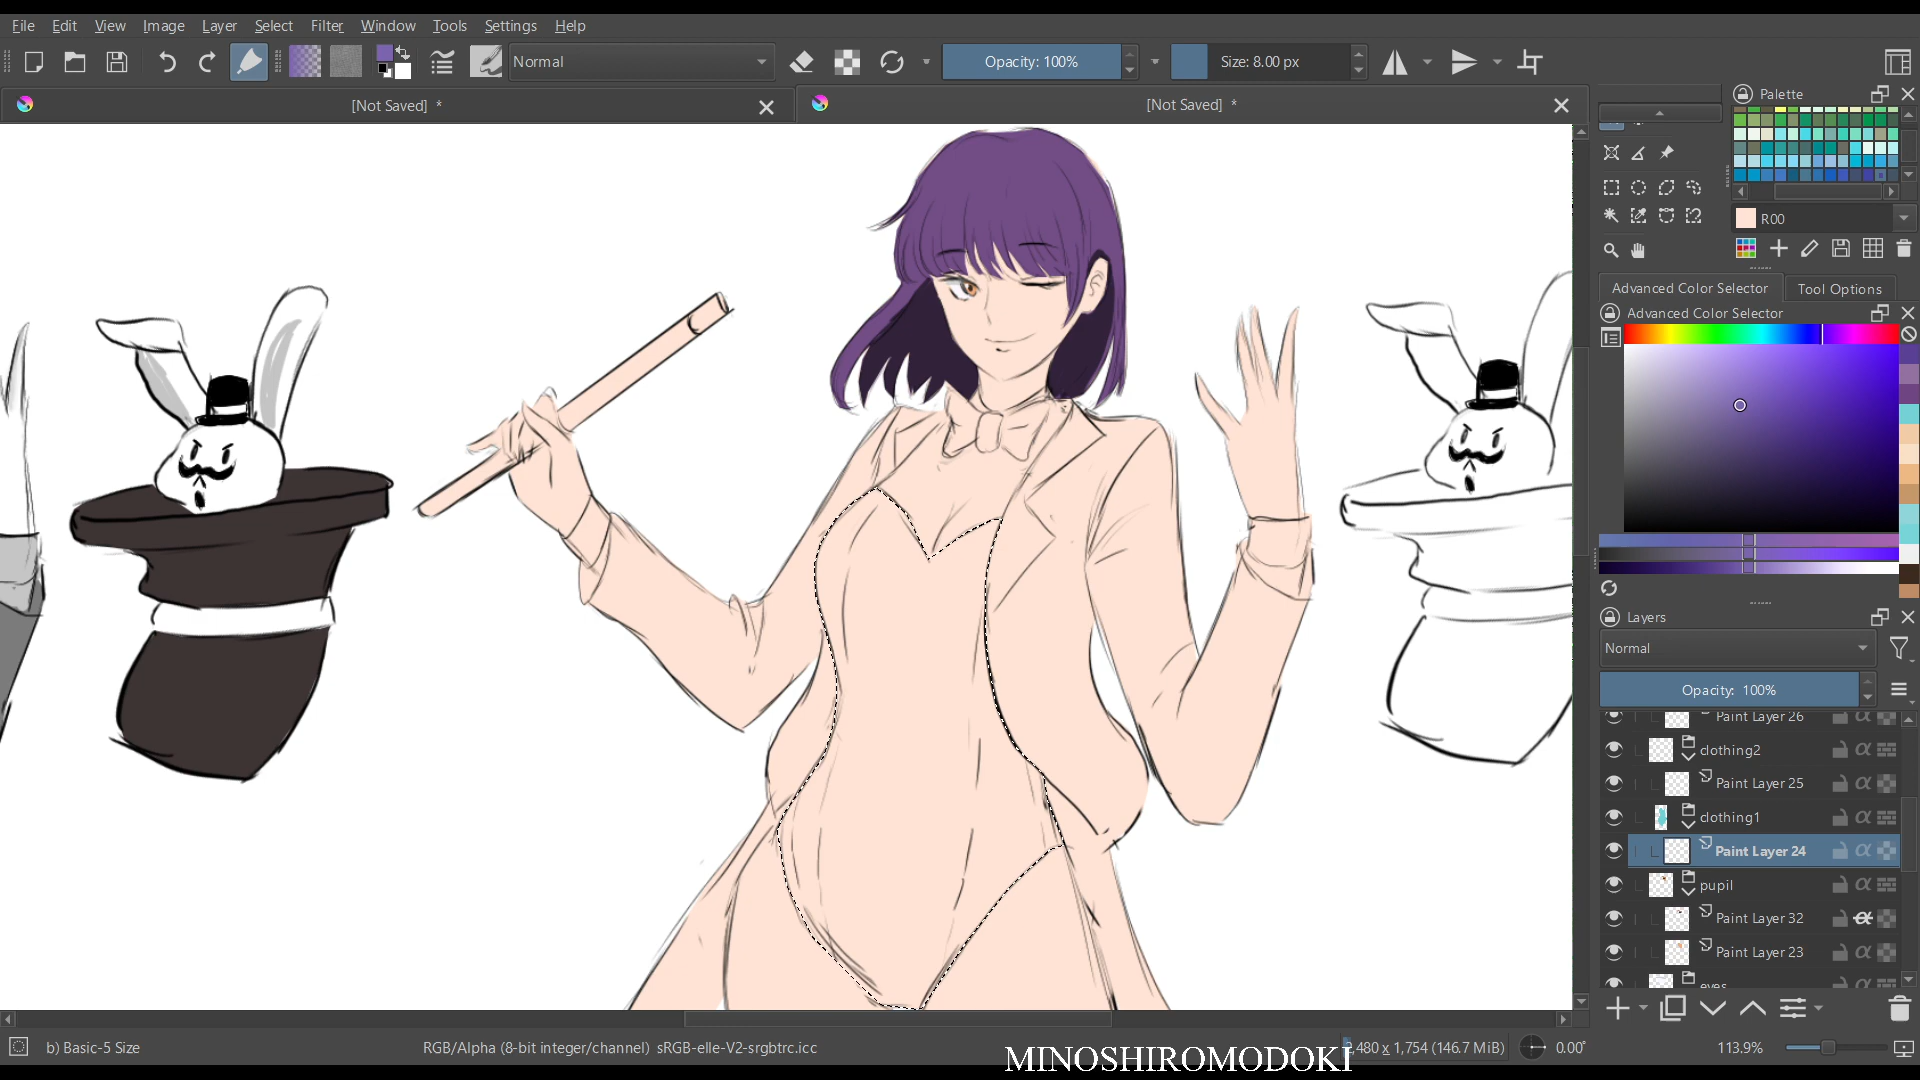 File Edit View Image Layer Select Filter Window Tools Settings Help
Normal Opacity: 100% Size: 8.00 px
[Not Saved] * [Not Saved] *
Palette
R00
Advanced Color Selector Tool Options
Advanced Color Selector
Layers
Normal
Opacity: 100%
Paint Layer 26
clothing2
Paint Layer 25
clothing1
Paint Layer 24
pupil
Paint Layer 32
Paint Layer 23
eyes
b) Basic-5 Size RGB/Alpha (8-bit integer/channel) sRGB-elle-V2-srgbtrc.icc ,480 x 1,754 (146.7 MiB) 0.00° 113.9%
MINOSHIROMODOKI